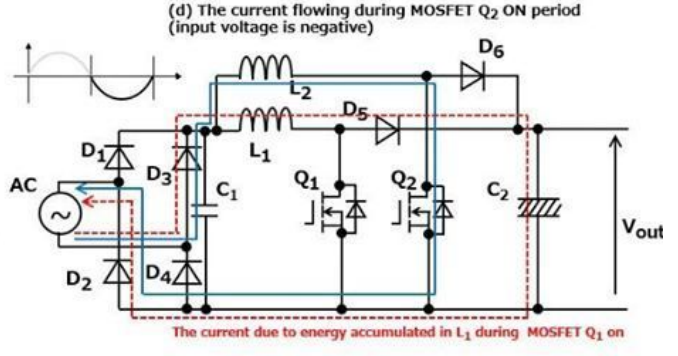 (d) The current flowing during MOSFET Q2 ON period
(input voltage is negative)
D6
L2
D5
D1
D3
L1
AC
C1
Q1
Q2
C2
Vout
D2
D4
The current due to energy accumulated in L1 during MOSFET Q1 on